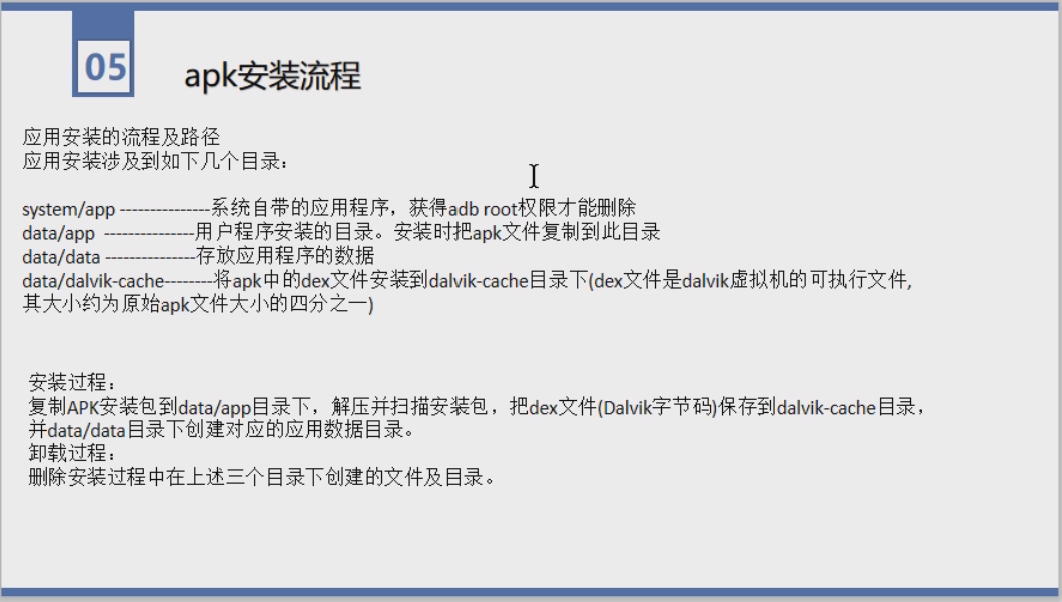 05
apk安装流程
应用安装的流程及路径
应用安装涉及到如下几个目录：
system/app ---------------系统自带的应用程序，获得adb root权限才能删除
data/app ---------------用户程序安装的目录。安装时把apk文件复制到此目录
data/data ---------------存放应用程序的数据
data/dalvik-cache--------将apk中的dex文件安装到dalvik-cache目录下(dex文件是dalvik虚拟机的可执行文件,
其大小约为原始apk文件大小的四分之一)
安装过程：
复制APK安装包到data/app目录下，解压并扫描安装包，把dex文件(Dalvik字节码)保存到dalvik-cache目录，
并data/data目录下创建对应的应用数据目录。
卸载过程：
删除安装过程中在上述三个目录下创建的文件及目录。